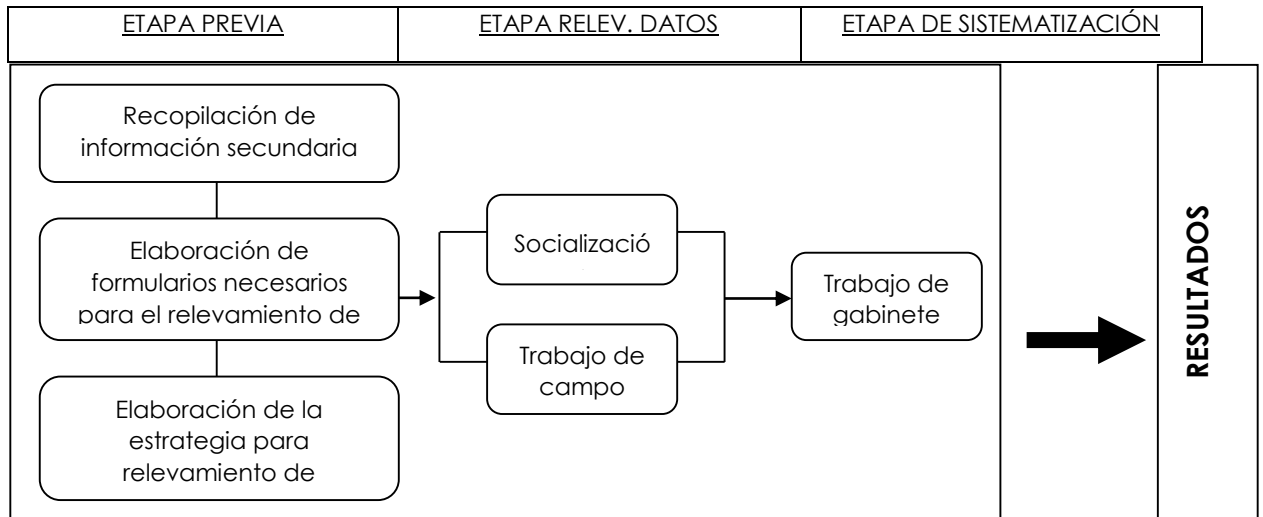 ETAPA PREVIA
ETAPA RELEV. DATOS
ETAPA DE SISTEMATIZACIÓN
Recopilación de
información secundaria
Elaboración de
formularios necesarios
para el relevamiento de
Elaboración de la
estrategia para
relevamiento de
Socializació
Trabajo de
campo
Trabajo de
gabinete
RESULTADOS